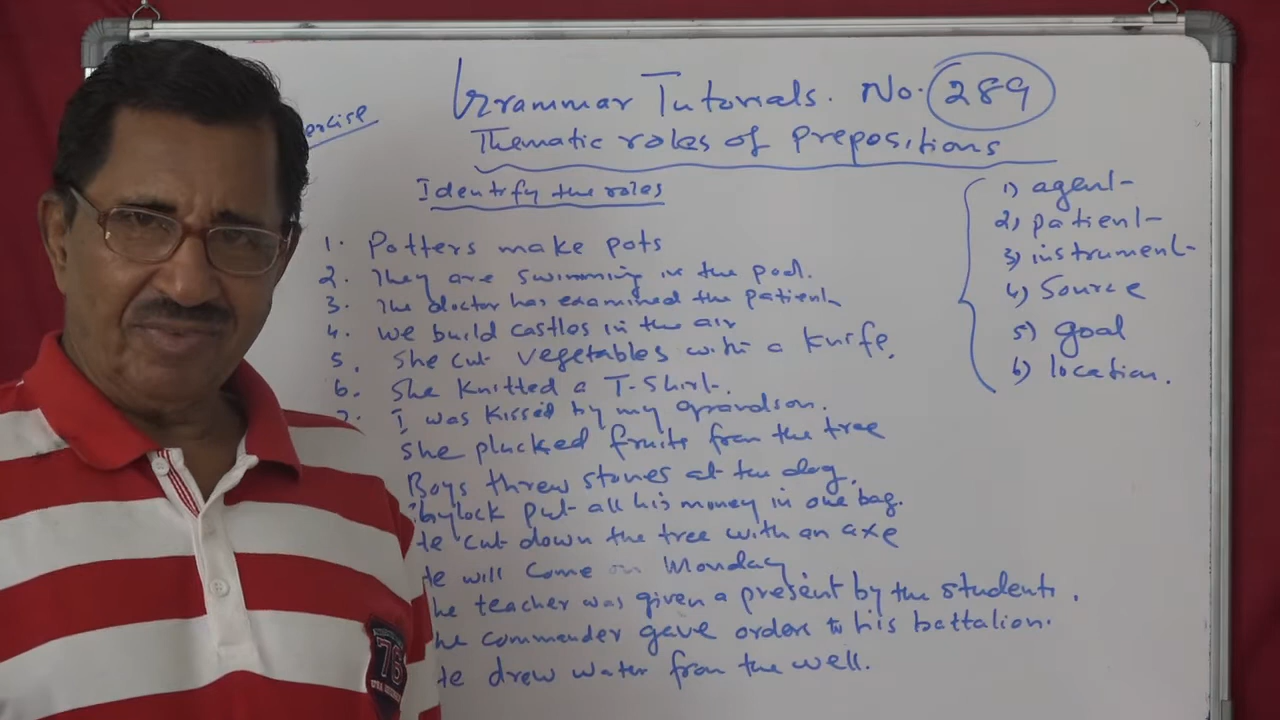 Grammar Tutorials. No. 289
ercise
Thematic roles of prepositions
Identify the roles
1. Potters make pots
2. They are swimming in the pool.
3. The doctor has examined the patient
4. we build castles in the air
5. She cut vegetables with a knife.
6. She knitted a T-Shirt.
7. I was kissed by my grandson.
She plucked fruits from the tree
Boys threw stones at the dog.
hylock put all his money in one bag.
He cut down the tree with an axe
He will come on Monday
he teacher was given a present by the students.
he commander gave orders to his battalion.
He drew water from the well.
1) agent-
2) patient-
3) instrument-
4) Source
5) goal
6) location.
76